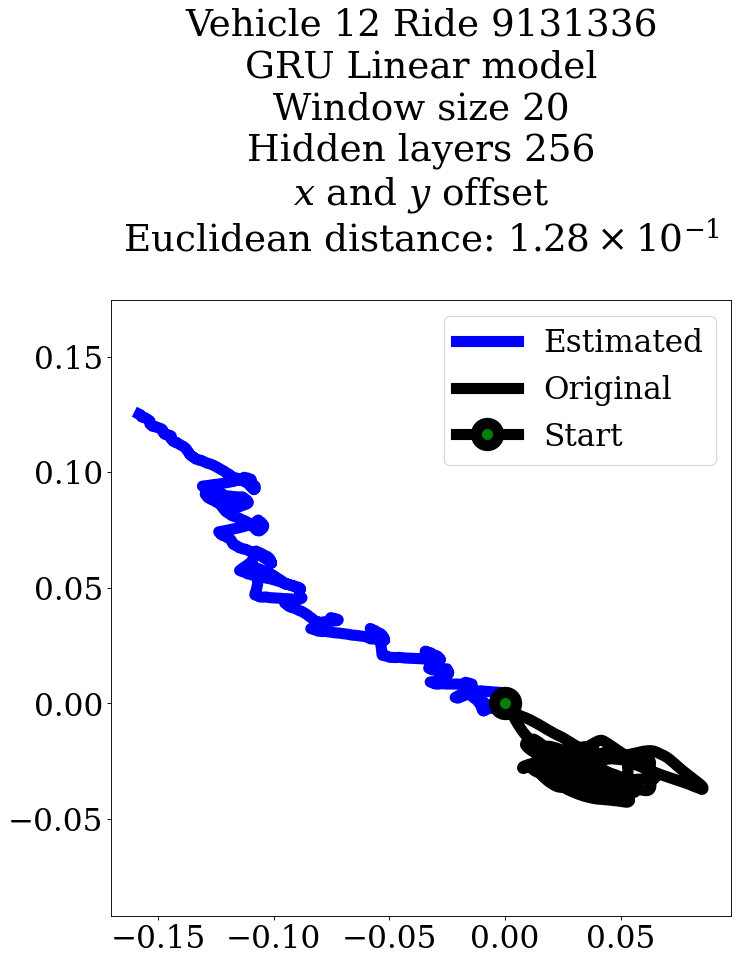 Vehicle 12 Ride 9131336
GRU Linear model
Window size 20
Hidden layers 256
x and y offset
Euclidean distance: 1.28 × 10⁻¹
Estimated
Original
Start
0.15
0.10
0.05
0.00
−0.05
−0.15 −0.10 −0.05 0.00 0.05